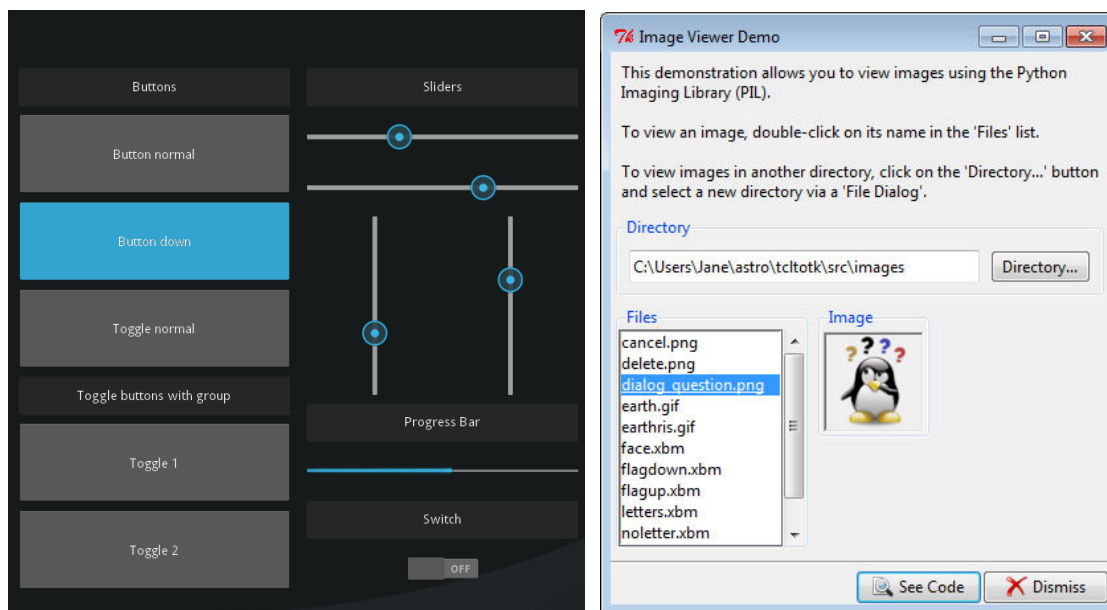 Buttons
Button normal
Button down
Toggle normal
Toggle buttons with group
Toggle 1
Toggle 2
Sliders
Progress Bar
Switch
OFF
Image Viewer Demo
This demonstration allows you to view images using the Python
Imaging Library (PIL).
To view an image, double-click on its name in the 'Files' list.
To view images in another directory, click on the 'Directory...' button
and select a new directory via a 'File Dialog'.
Directory
C:\Users\Jane\astro\tcltotk\src\images
Directory...
Files
cancel.png
delete.png
dialog_question.png
earth.gif
earthris.gif
face.xbm
flagdown.xbm
flagup.xbm
letters.xbm
noletter.xbm
Image
? ? ? ?
See Code
Dismiss